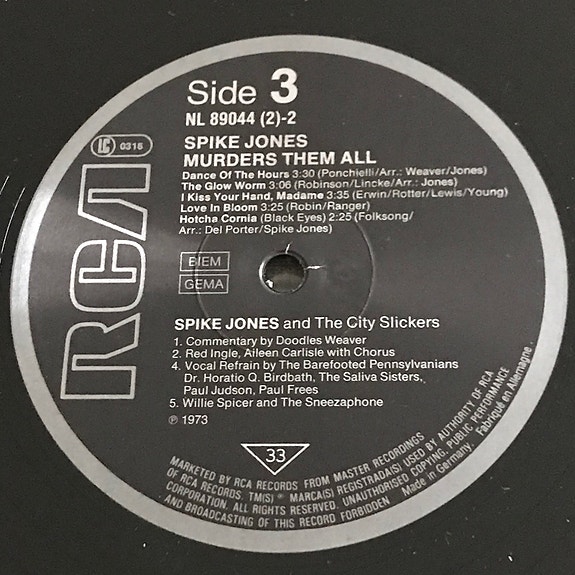 Side 3
NL 89044 (2)-2
LC 0316
SPIKE JONES
MURDERS THEM ALL
Dance Of The Hours 3:30 (Ponchielli/Arr.: Weaver/Jones)
The Glow Worm 3:06 (Robinson/Lincke/Arr.: Jones)
I Kiss Your Hand, Madame 3:35 (Erwin/Rotter/Lewis/Young)
Love In Bloom 3:25 (Robin/Ranger)
Hotcha Cornia (Black Eyes) 2:25 (Folksong/
Arr.: Del Porter/Spike Jones)
RCA
BIEM
GEMA
SPIKE JONES and The City Slickers
1. Commentary by Doodles Weaver
2. Red Ingle, Aileen Carlisle with Chorus
4. Vocal Refrain by The Barefooted Pennsylvanians
Dr. Horatio Q. Birdbath, The Saliva Sisters,
Paul Judson, Paul Frees
5. Willie Spicer and The Sneezaphone
℗ 1973
33
MARKETED BY RCA RECORDS FROM MASTER RECORDINGS
OF RCA RECORDS. TM(S) ® MARCA(S) REGISTRADA(S) USED BY AUTHORITY OF RCA
CORPORATION. ALL RIGHTS RESERVED. UNAUTHORISED COPYING, PUBLIC PERFORMANCE
AND BROADCASTING OF THIS RECORD FORBIDDEN Made in Germany. Fabriqué en Allemagne.